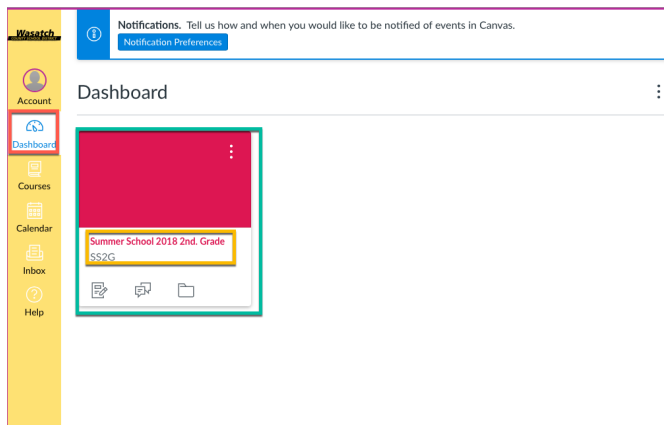 Wasatch
Notifications. Tell us how and when you would like to be notified of events in Canvas.
Notification Preferences
Account
Dashboard
Courses
Calendar
Inbox
Help
Dashboard
Summer School 2018 2nd. Grade
SS2G